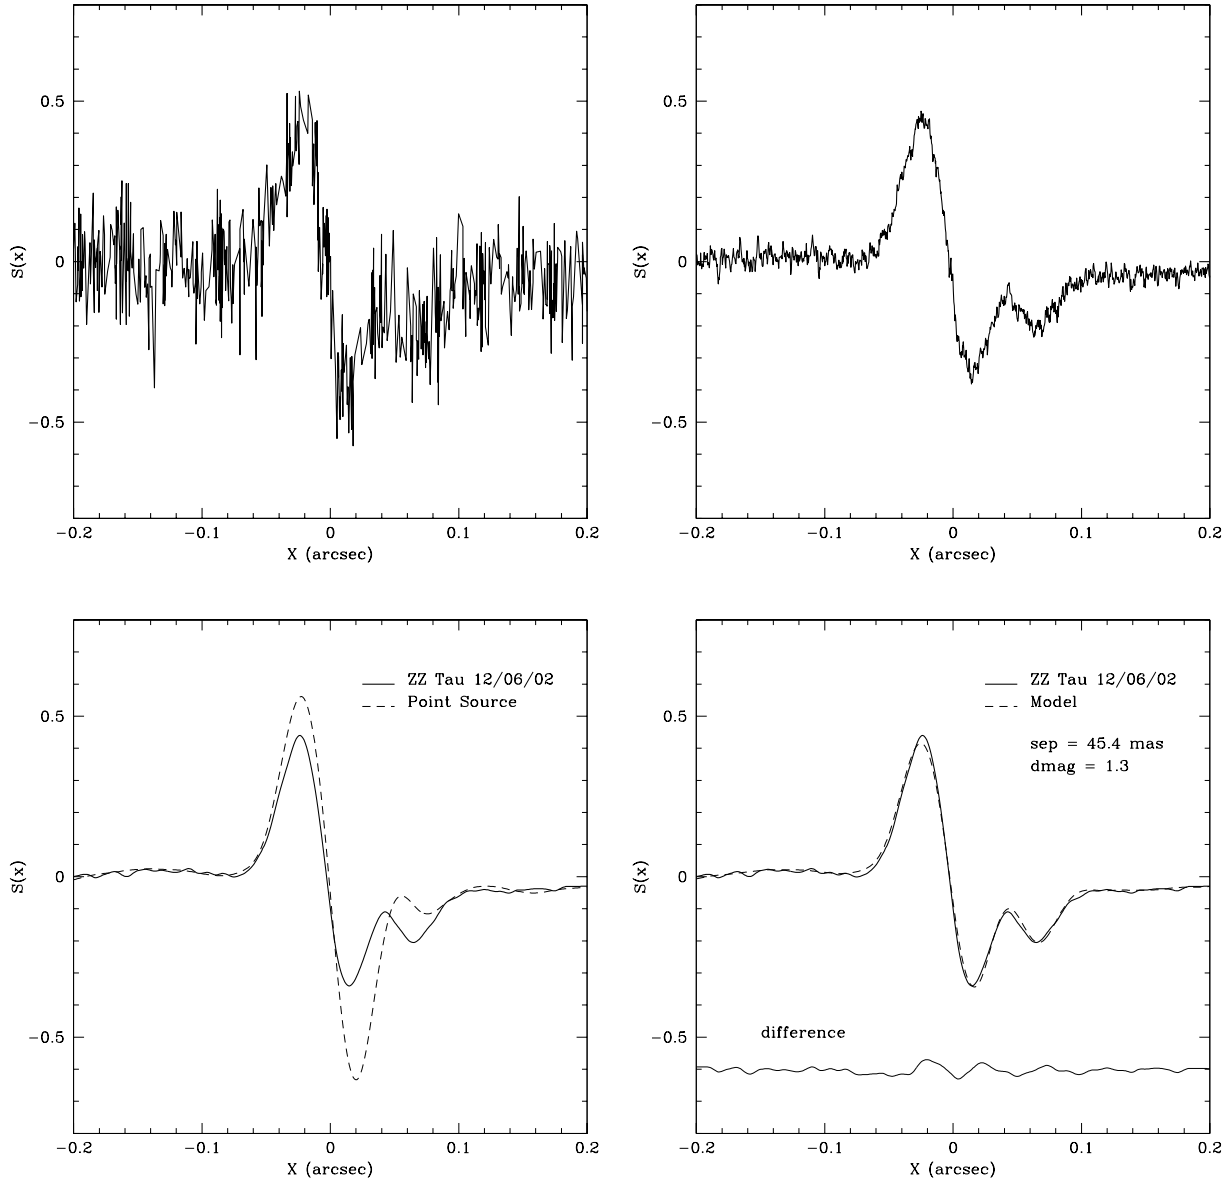 0.5
0
−0.5
S(x)
−0.2
−0.1
0
0.1
0.2
X (arcsec)
0.5
0
−0.5
S(x)
−0.2
−0.1
0
0.1
0.2
X (arcsec)
ZZ Tau 12/06/02
Point Source
0.5
0
−0.5
S(x)
−0.2
−0.1
0
0.1
0.2
X (arcsec)
ZZ Tau 12/06/02
Model
sep = 45.4 mas
dmag = 1.3
difference
0.5
0
−0.5
S(x)
−0.2
−0.1
0
0.1
0.2
X (arcsec)